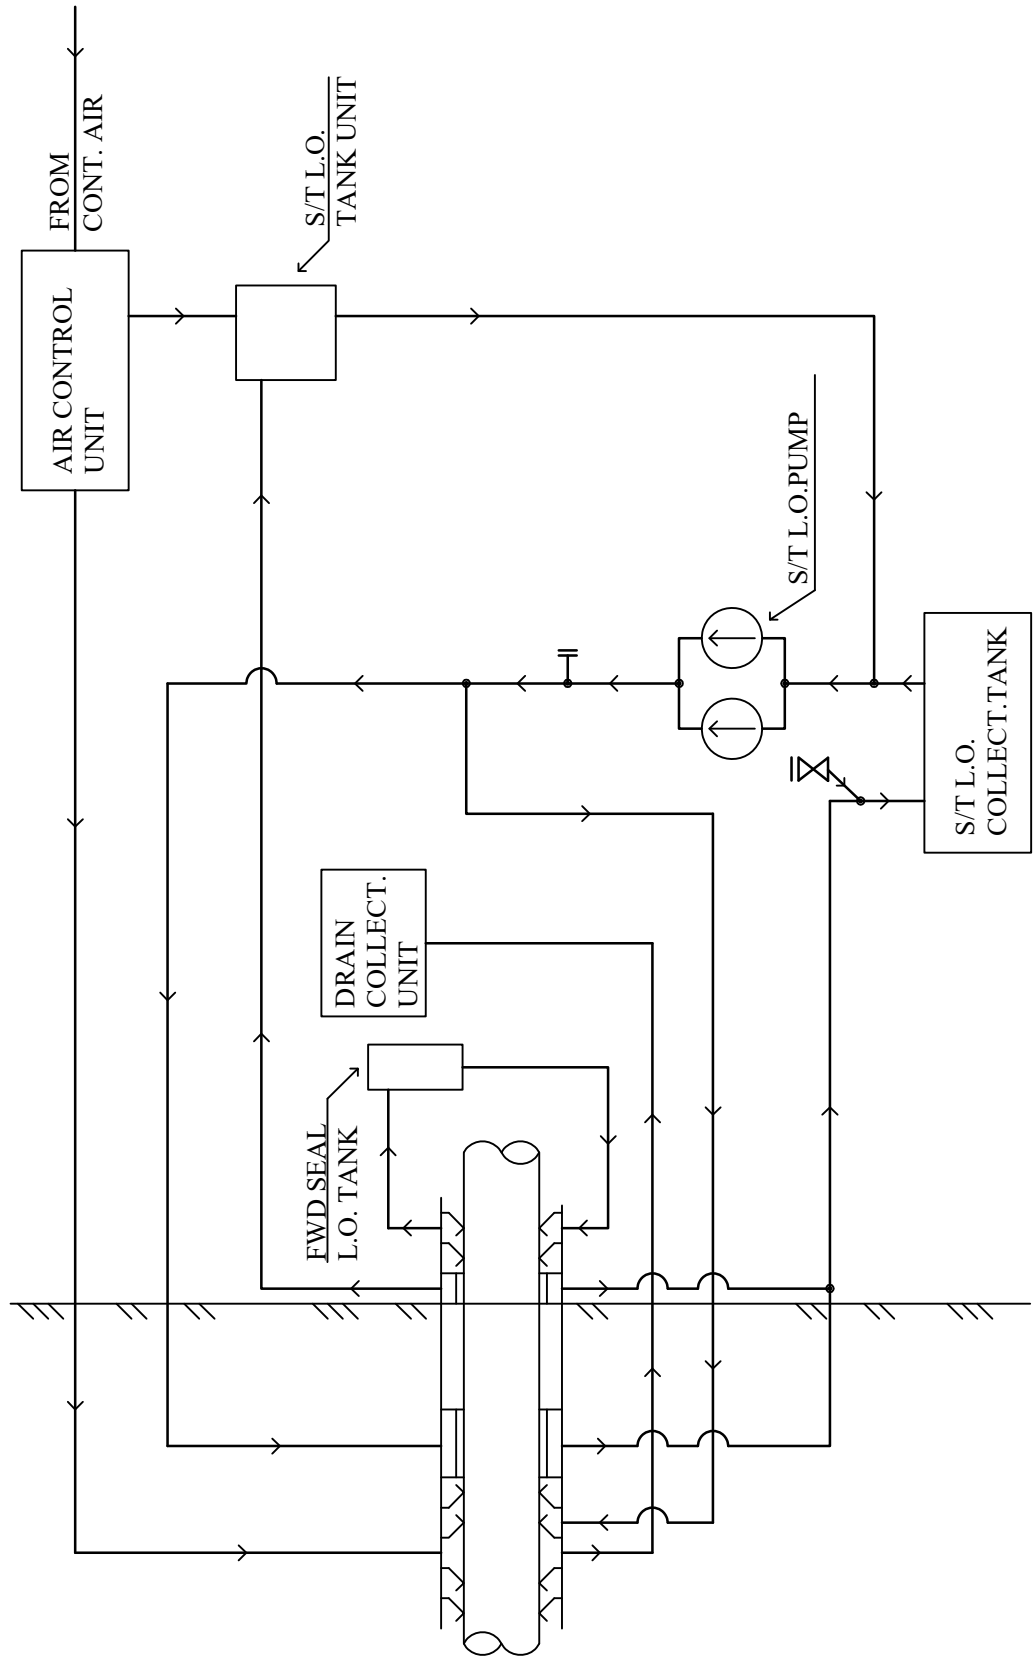 FROM
CONT. AIR
AIR CONTROL
UNIT
S/T L.O.
TANK UNIT
S/T L.O.PUMP
S/T L.O.
COLLECT.TANK
DRAIN
COLLECT.
UNIT
FWD SEAL
L.O. TANK